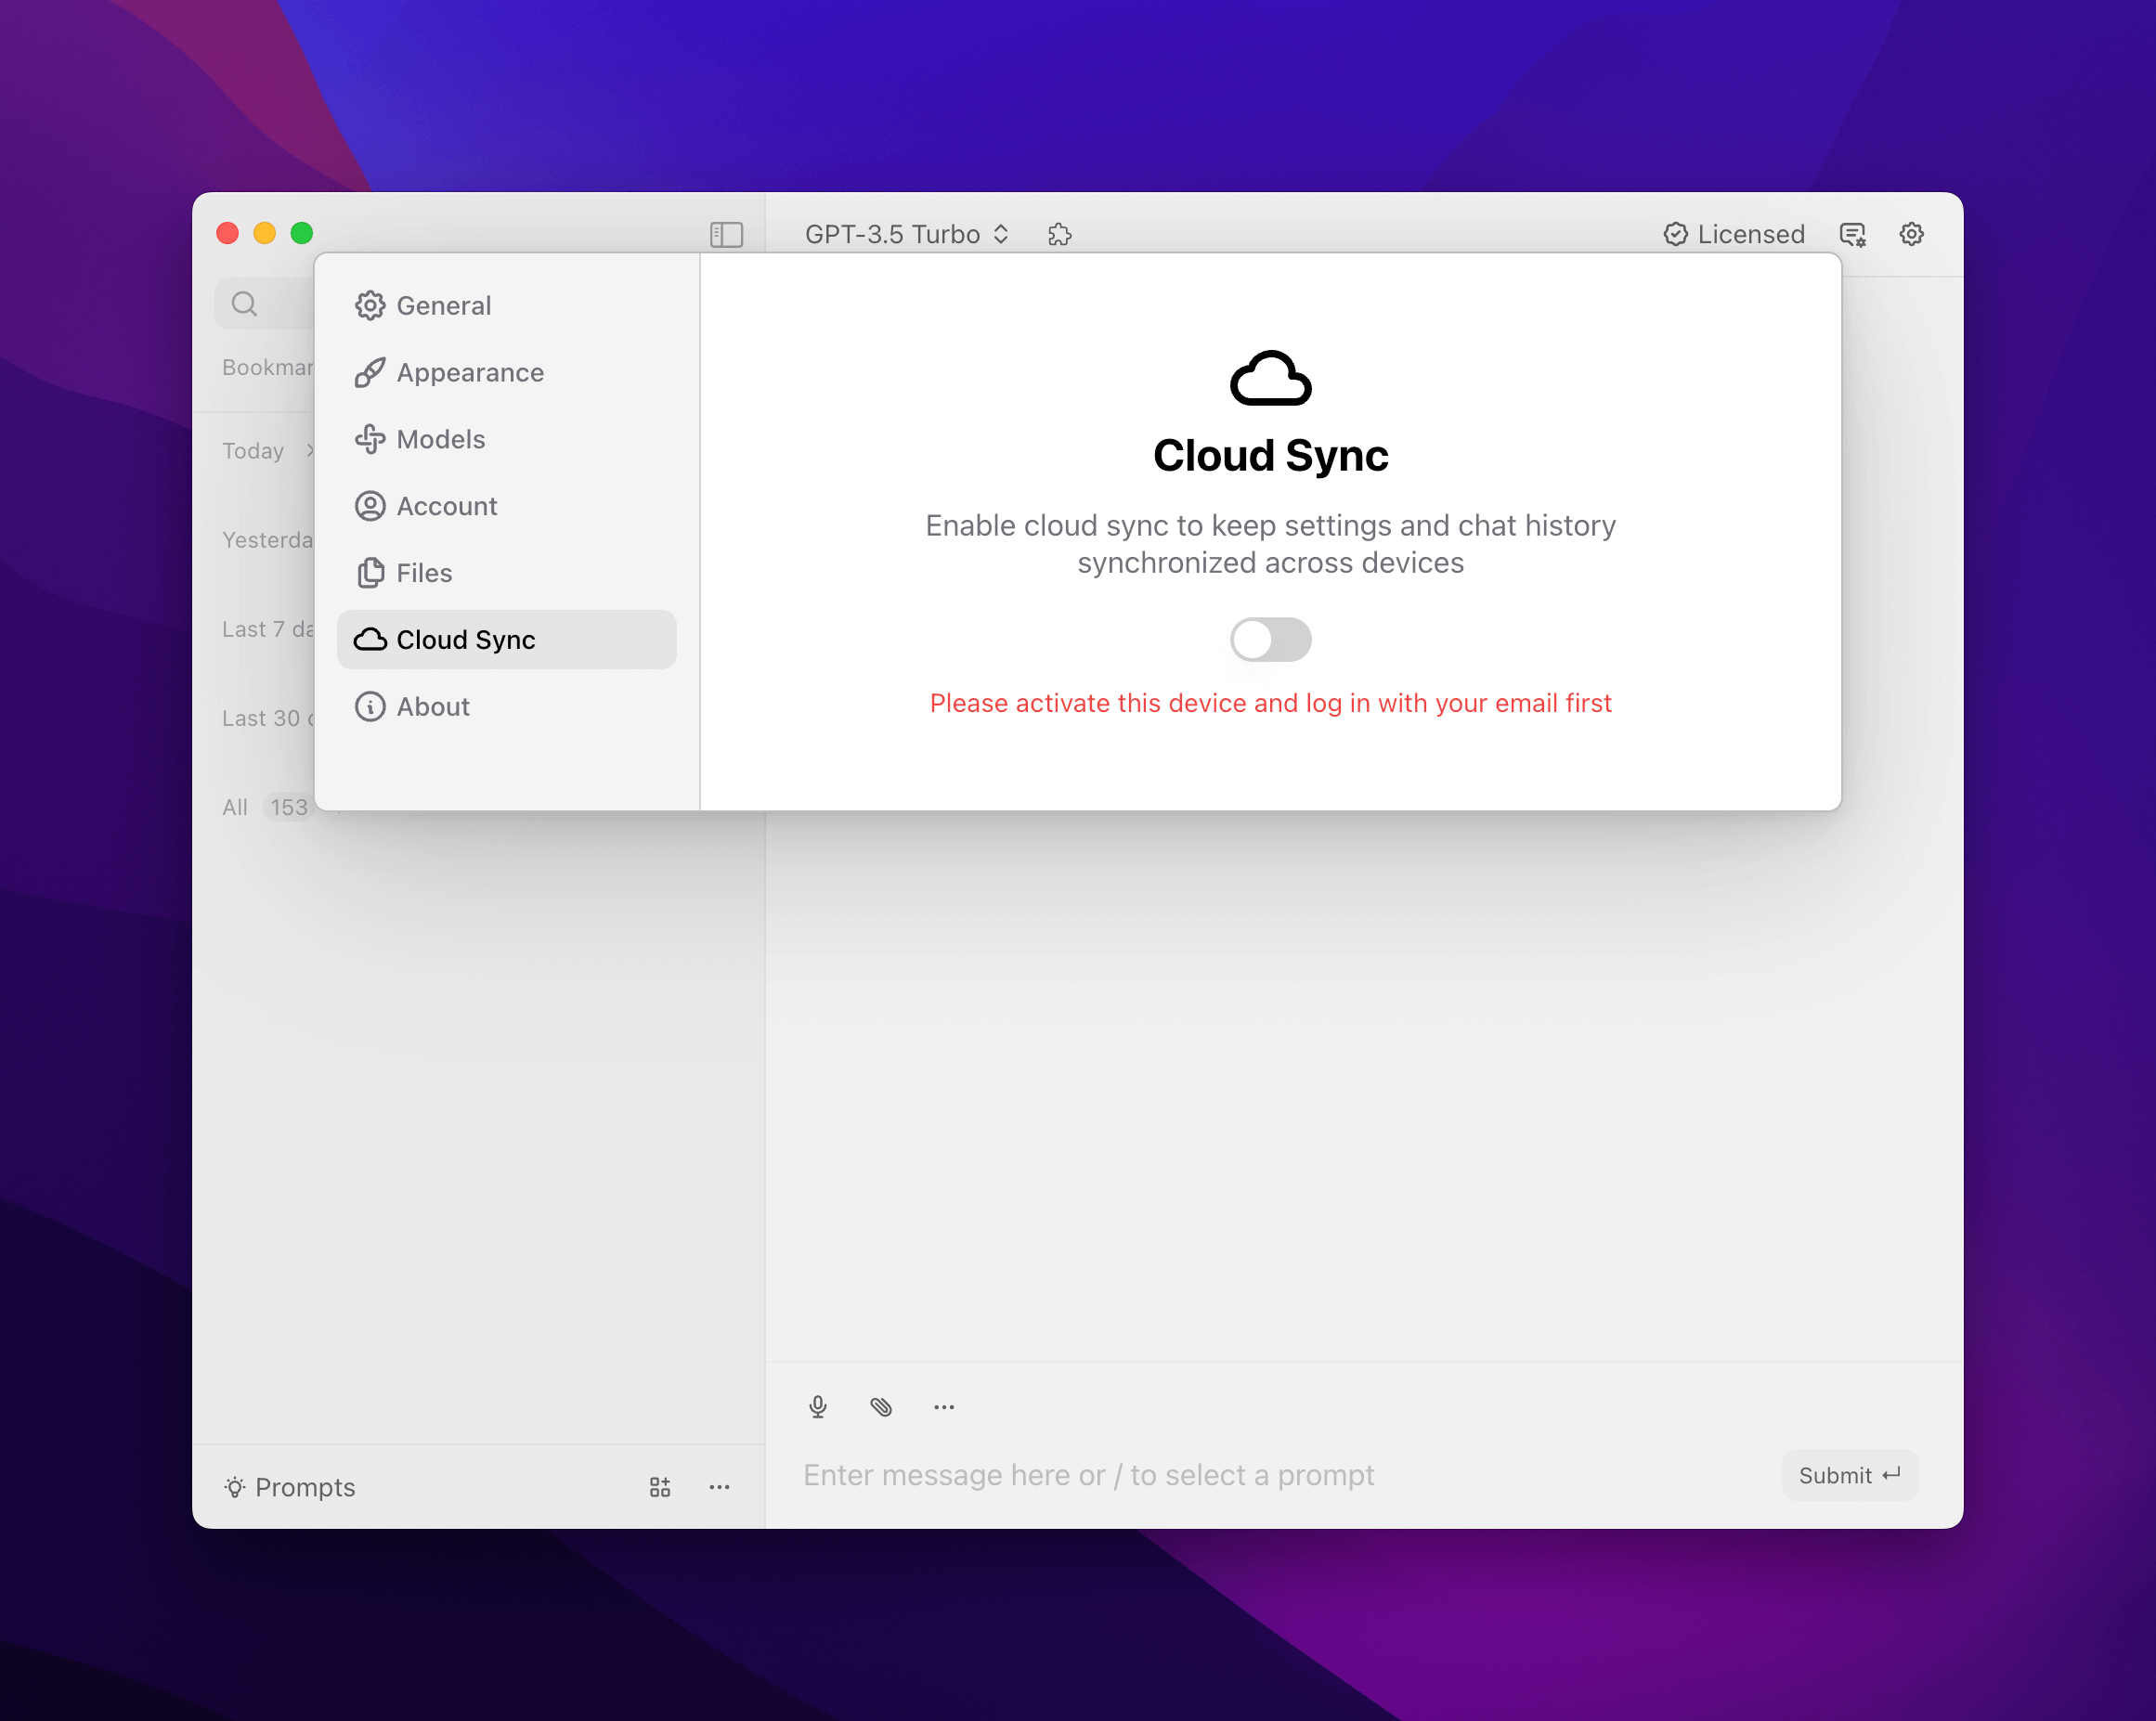 GPT-3.5 Turbo
Licensed
Bookmar
Today
Yesterda
Last 7 da
Last 30
All 153
General
Appearance
Models
Account
Files
Cloud Sync
About
Cloud Sync
Enable cloud sync to keep settings and chat history
synchronized across devices
Please activate this device and log in with your email first
Prompts
Enter message here or / to select a prompt
Submit